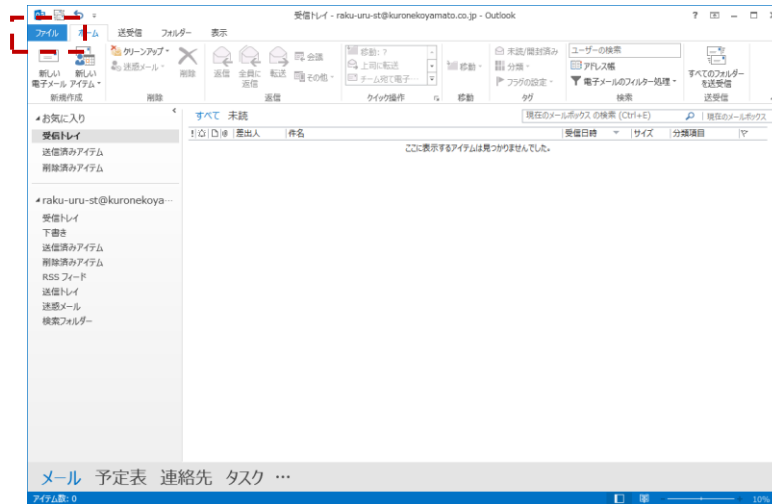 受信トレイ - raku-uru-st@kuronekoyamato.co.jp - Outlook
ファイル ホーム 送受信 フォルダー 表示
新しい
電子メール
新しい
アイテム
新規作成
クリーンアップ
迷惑メール
削除
削除
返信
全員に
返信
転送
会議
その他
返信
移動: ?
上司に転送
チーム宛て電子…
クイック操作
移動
移動
未読/開封済み
分類
フラグの設定
タグ
ユーザーの検索
アドレス帳
電子メールのフィルター処理
検索
すべてのフォルダー
を送受信
送受信
お気に入り
受信トレイ
送信済みアイテム
削除済みアイテム
raku-uru-st@kuronekoya…
受信トレイ
下書き
送信済みアイテム
削除済みアイテム
RSS フィード
送信トレイ
迷惑メール
検索フォルダー
すべて 未読
現在のメールボックス の検索 (Ctrl+E) 現在のメールボックス
差出人 件名 受信日時 サイズ 分類項目
ここに表示するアイテムは見つかりませんでした。
メール 予定表 連絡先 タスク …
アイテム数: 0
10%